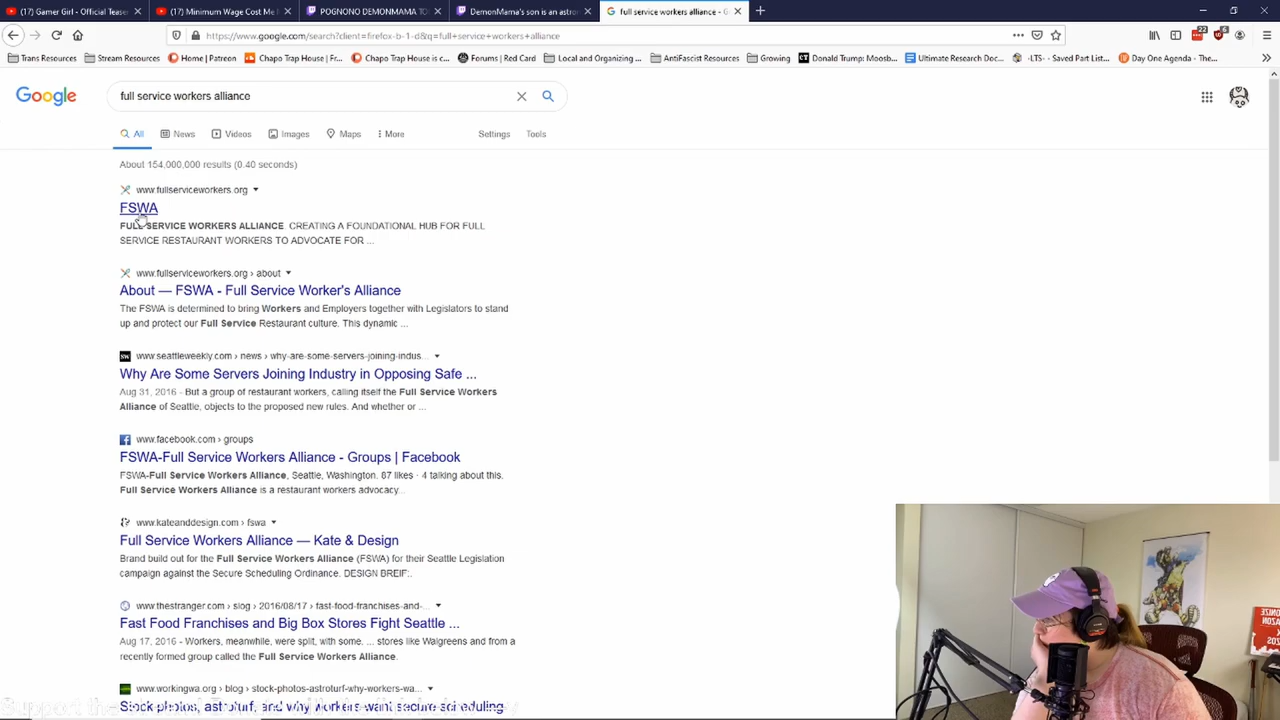 (17) Gamer Girl - Official Teaser
(17) Minimum Wage Cost Me
POGNONO DEMONMAMA TO
DemonMama's son is an astro
full service workers alliance - G
https://www.google.com/search?client=firefox-b-1-d&q=full+service+workers+alliance
Trans Resources
Stream Resources
Home | Patreon
Chapo Trap House | Fr...
Chapo Trap House is c...
Forums | Red Card
Local and Organizing ...
AntiFascist Resources
Growing
Donald Trump: Moosb...
Ultimate Research Doc...
-LTS- - Saved Part List...
Day One Agenda - The...
Google
full service workers alliance
All
News
Videos
Images
Maps
More
Settings
Tools
About 154,000,000 results (0.40 seconds)
www.fullserviceworkers.org
FSWA
FULL SERVICE WORKERS ALLIANCE CREATING A FOUNDATIONAL HUB FOR FULL
SERVICE RESTAURANT WORKERS TO ADVOCATE FOR ...
www.fullserviceworkers.org › about
About — FSWA - Full Service Worker's Alliance
The FSWA is determined to bring Workers and Employers together with Legislators to stand
up and protect our Full Service Restaurant culture. This dynamic ...
www.seattleweekly.com › news › why-are-some-servers-joining-indus...
Why Are Some Servers Joining Industry in Opposing Safe ...
Aug 31, 2016 - But a group of restaurant workers, calling itself the Full Service Workers
Alliance of Seattle, objects to the proposed new rules. And whether or ...
www.facebook.com › groups
FSWA-Full Service Workers Alliance - Groups | Facebook
FSWA-Full Service Workers Alliance, Seattle, Washington. 87 likes · 4 talking about this.
Full Service Workers Alliance is a restaurant workers advocacy...
www.kateanddesign.com › fswa
Full Service Workers Alliance — Kate & Design
Brand build out for the Full Service Workers Alliance (FSWA) for their Seattle Legislation
campaign against the Secure Scheduling Ordinance. DESIGN BREIF:.
www.thestranger.com › slog › 2016/08/17 › fast-food-franchises-and-...
Fast Food Franchises and Big Box Stores Fight Seattle ...
Aug 17, 2016 - Workers, meanwhile, were split, with some. ... stores like Walgreens and from a
recently formed group called the Full Service Workers Alliance.
www.workingwa.org › blog › stock-photos-astroturf-why-workers-wa...
Stock photos, astroturf, and why workers want secure scheduling